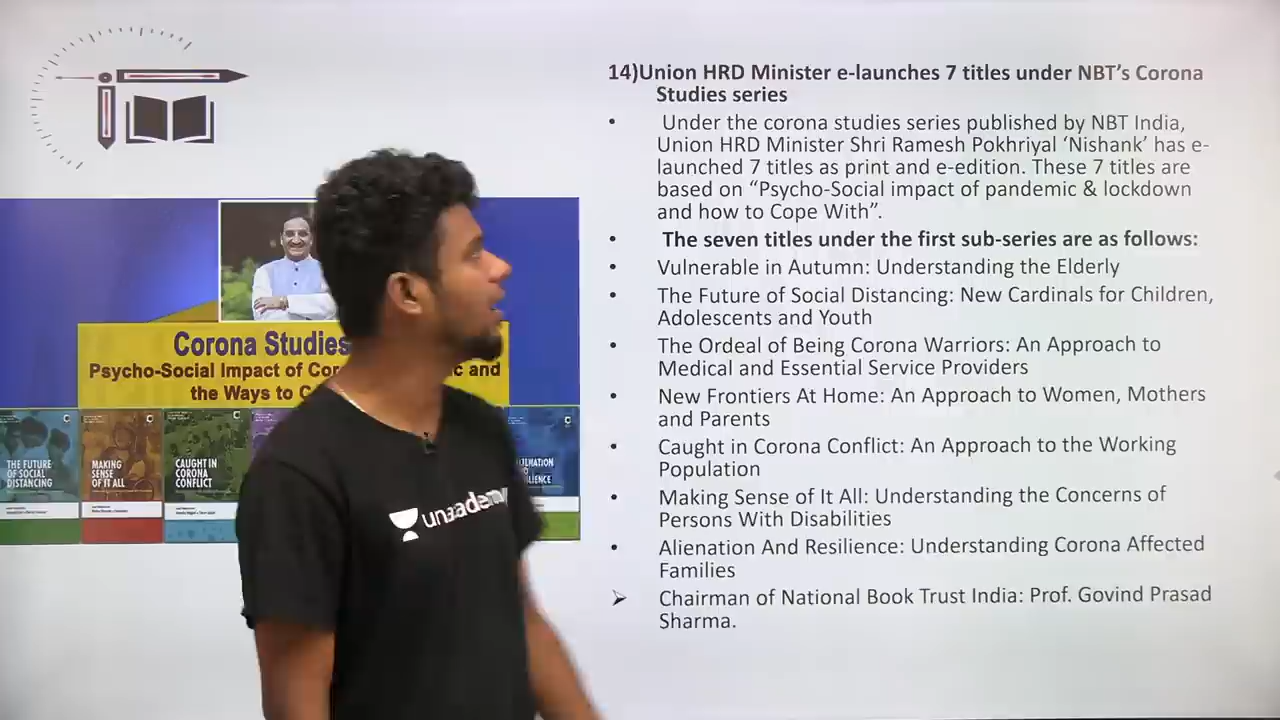 14)Union HRD Minister e-launches 7 titles under NBT's Corona
Studies series
• Under the corona studies series published by NBT India,
Union HRD Minister Shri Ramesh Pokhriyal ‘Nishank’ has e-
launched 7 titles as print and e-edition. These 7 titles are
based on “Psycho-Social impact of pandemic & lockdown
and how to Cope With”.
• The seven titles under the first sub-series are as follows:
• Vulnerable in Autumn: Understanding the Elderly
• The Future of Social Distancing: New Cardinals for Children,
Adolescents and Youth
• The Ordeal of Being Corona Warriors: An Approach to
Medical and Essential Service Providers
• New Frontiers At Home: An Approach to Women, Mothers
and Parents
• Caught in Corona Conflict: An Approach to the Working
Population
• Making Sense of It All: Understanding the Concerns of
Persons With Disabilities
• Alienation And Resilience: Understanding Corona Affected
Families
➢ Chairman of National Book Trust India: Prof. Govind Prasad
Sharma.
Corona Studies
Psycho-Social Impact of and
the Ways to
THE FUTURE
OF SOCIAL
DISTANCING
MAKING
SENSE
OF IT ALL
CAUGHT IN
CORONA
CONFLICT
unacademy